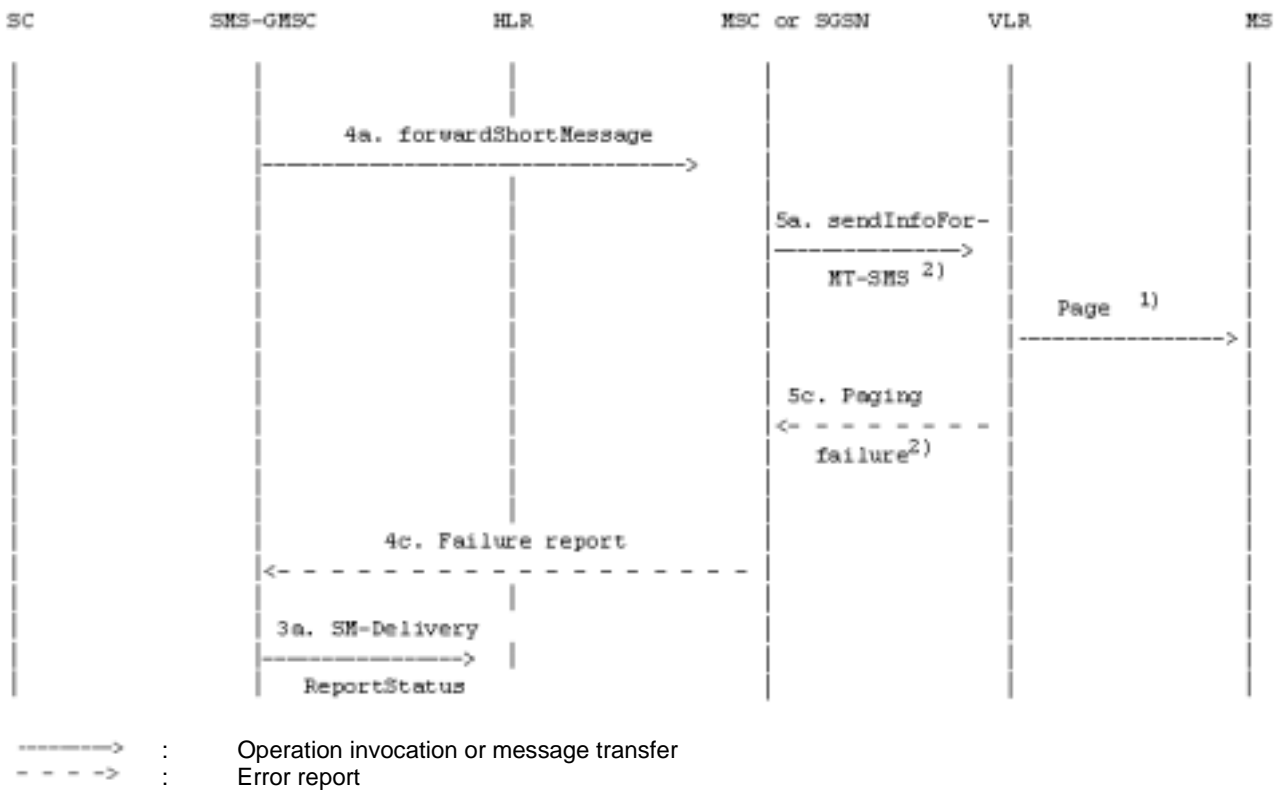 SC SMS-GMSC HLR MSC or SGSN VLR MS
4a. forwardShortMessage
5a. sendInfoFor-
MT-SMS 2)
Page 1)
5c. Paging
failure2)
4c. Failure report
3a. SM-Delivery
ReportStatus
: Operation invocation or message transfer
: Error report